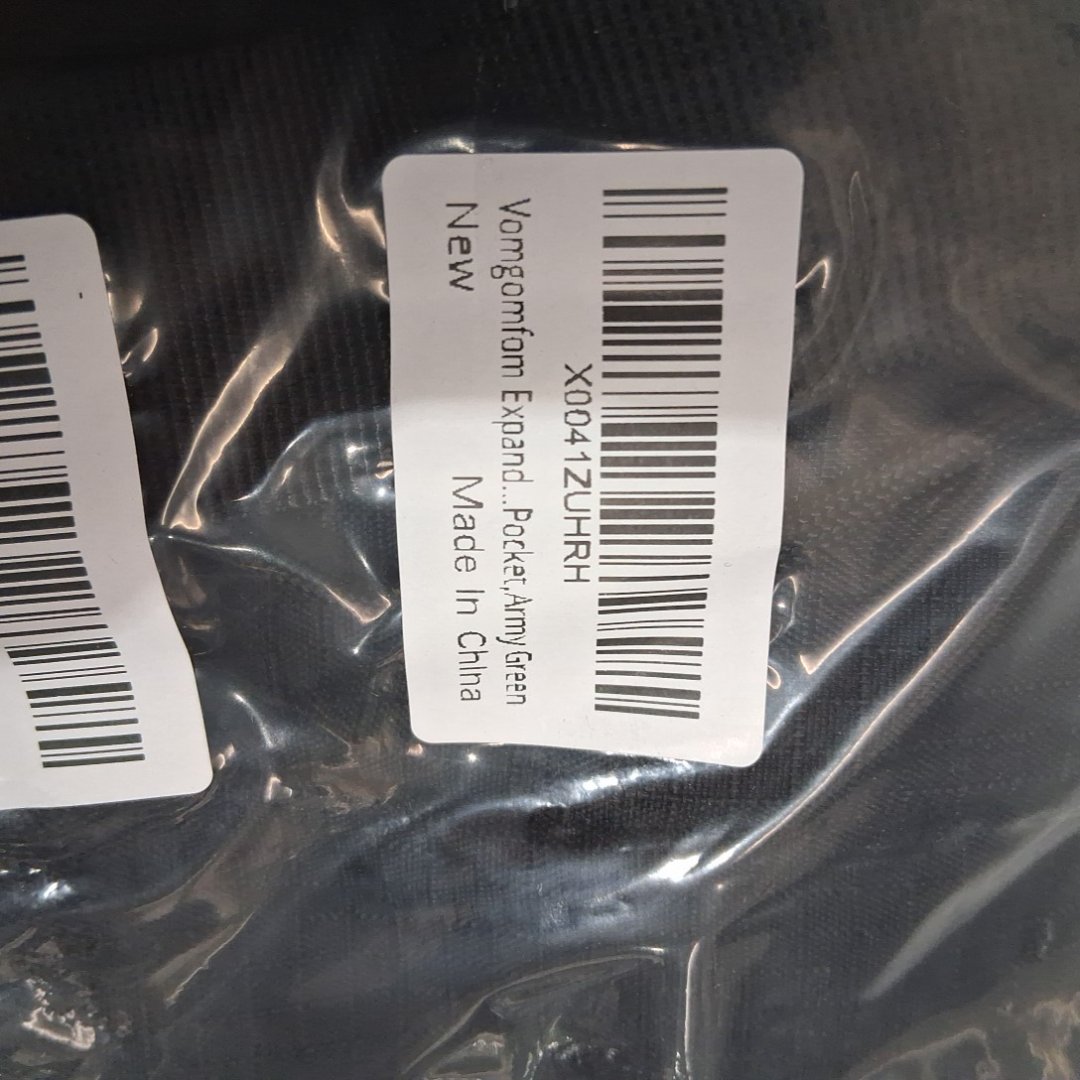 X0041ZUHRH
Vomgomfom Expand...Pocket,Army Green
New Made In China